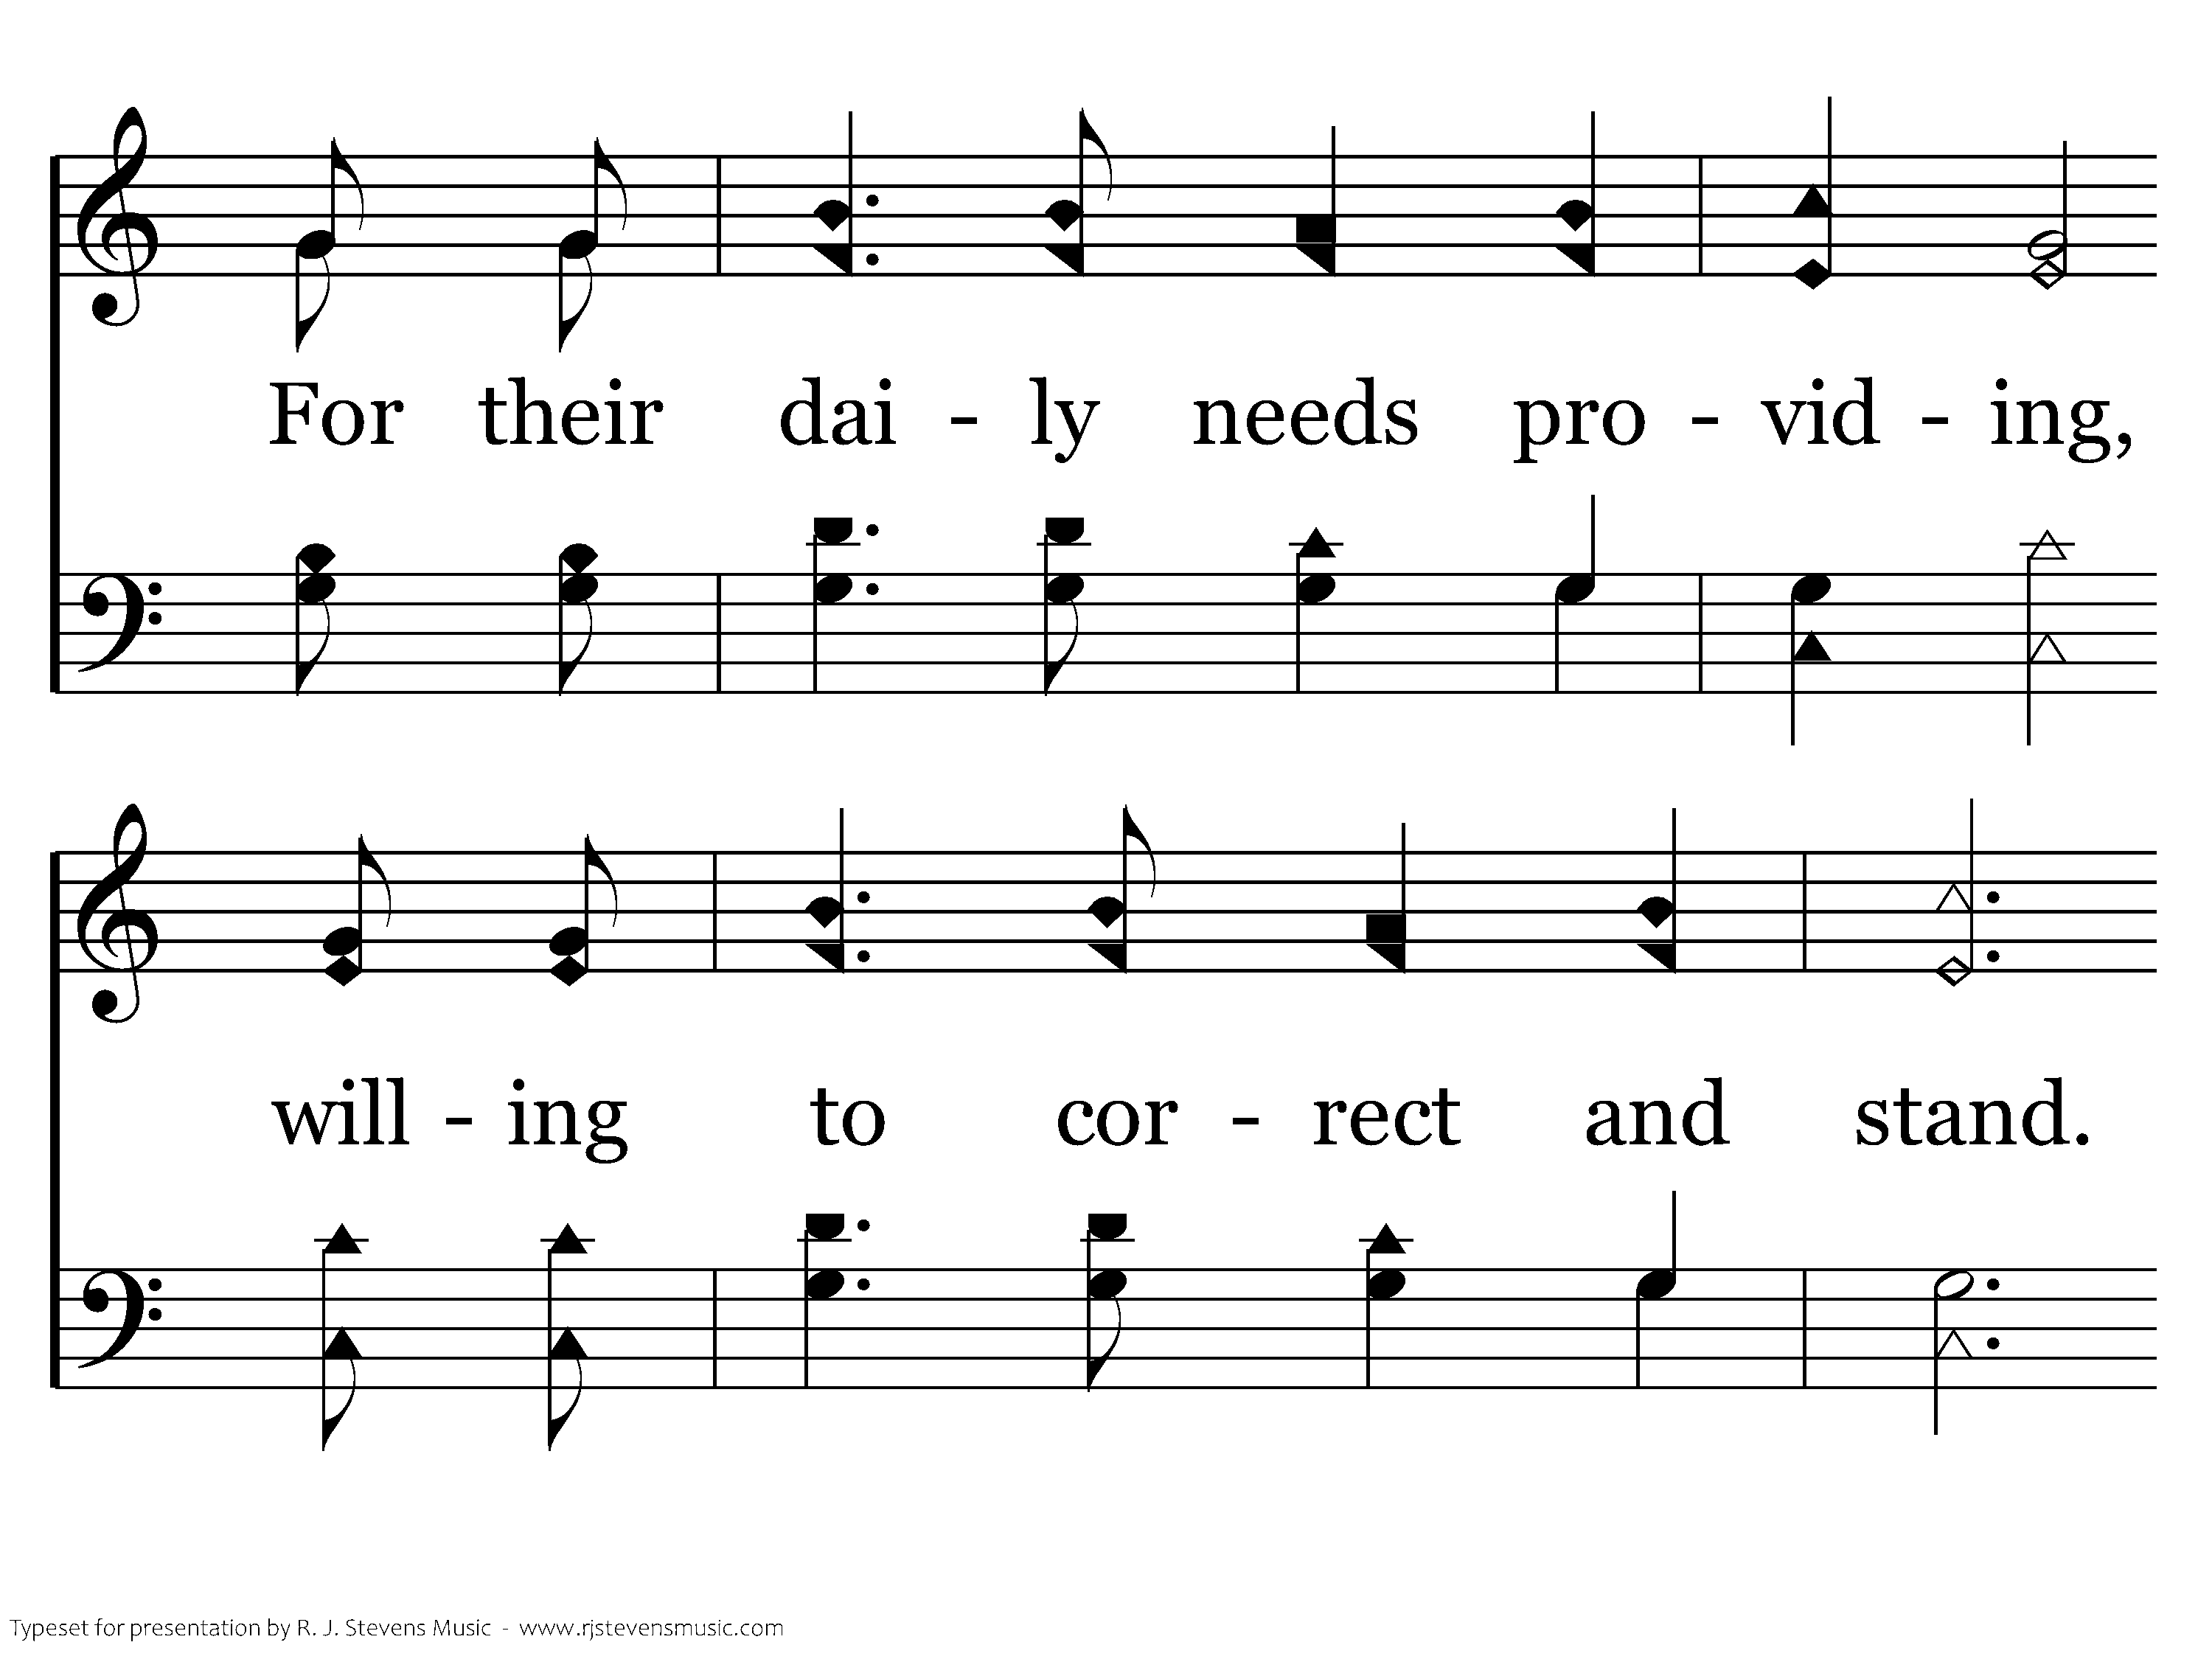 For their dai - ly needs pro - vid - ing,
will - ing to cor - rect and stand.
Typeset for presentation by R. J. Stevens Music - www.rjstevensmusic.com